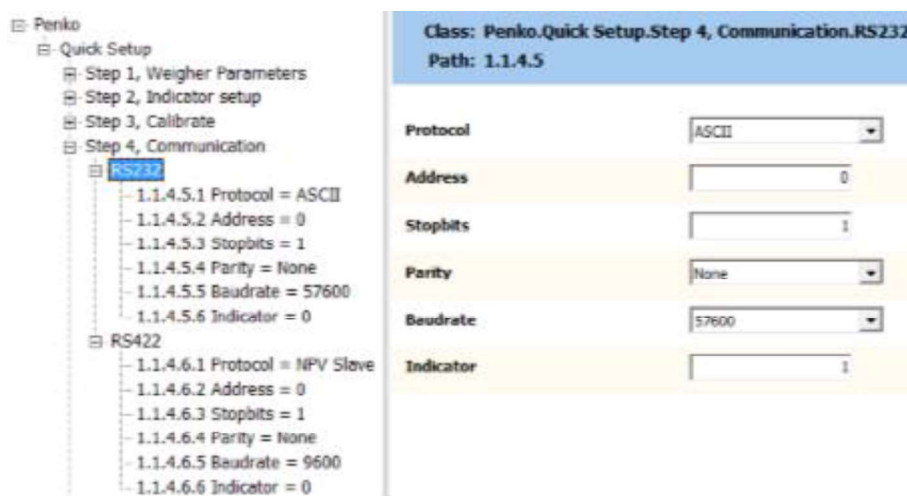 Penko
Quick Setup
Step 1, Weigher Parameters
Step 2, Indicator setup
Step 3, Calibrate
Step 4, Communication
RS232
1.1.4.5.1 Protocol = ASCII
1.1.4.5.2 Address = 0
1.1.4.5.3 Stopbits = 1
1.1.4.5.4 Parity = None
1.1.4.5.5 Baudrate = 57600
1.1.4.5.6 Indicator = 0
RS422
1.1.4.6.1 Protocol = NPV Slave
1.1.4.6.2 Address = 0
1.1.4.6.3 Stopbits = 1
1.1.4.6.4 Parity = None
1.1.4.6.5 Baudrate = 9600
1.1.4.6.6 Indicator = 0
Class: Penko.Quick Setup.Step 4, Communication.RS232
Path: 1.1.4.5
Protocol ASCII
Address 0
Stopbits 1
Parity None
Baudrate 57600
Indicator 1